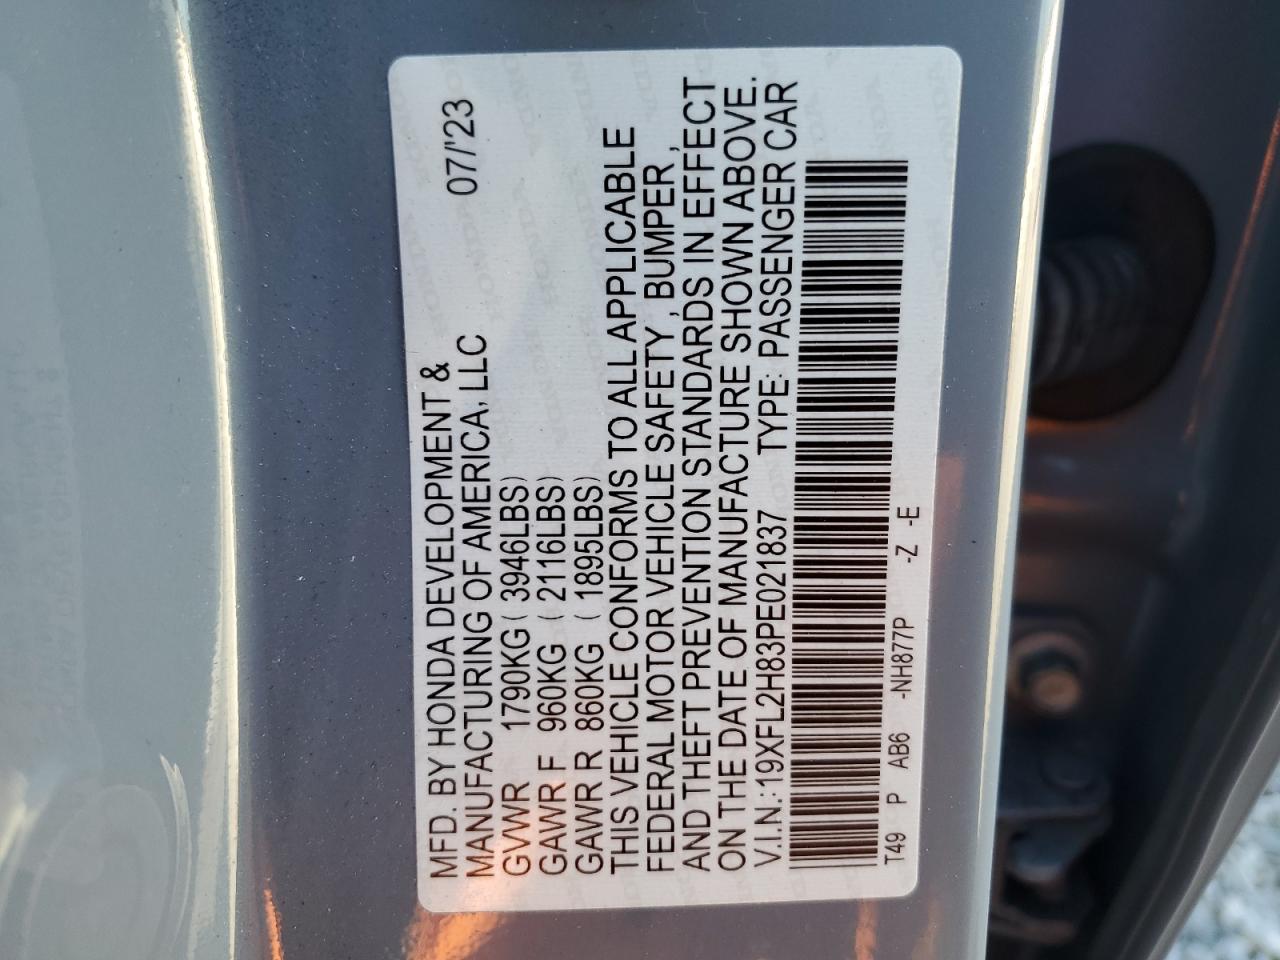 MFD. BY HONDA DEVELOPMENT & 07/'23
MANUFACTURING OF AMERICA, LLC
GVWR 1790KG ( 3946LBS)
GAWR F 960KG ( 2116LBS)
GAWR R 860KG ( 1895LBS)
THIS VEHICLE CONFORMS TO ALL APPLICABLE
FEDERAL MOTOR VEHICLE SAFETY , BUMPER ,
AND THEFT PREVENTION STANDARDS IN EFFECT
ON THE DATE OF MANUFACTURE SHOWN ABOVE.
V.I.N.: 19XFL2H83PE021837 TYPE: PASSENGER CAR
T49 P AB6 -NH877P -Z -E